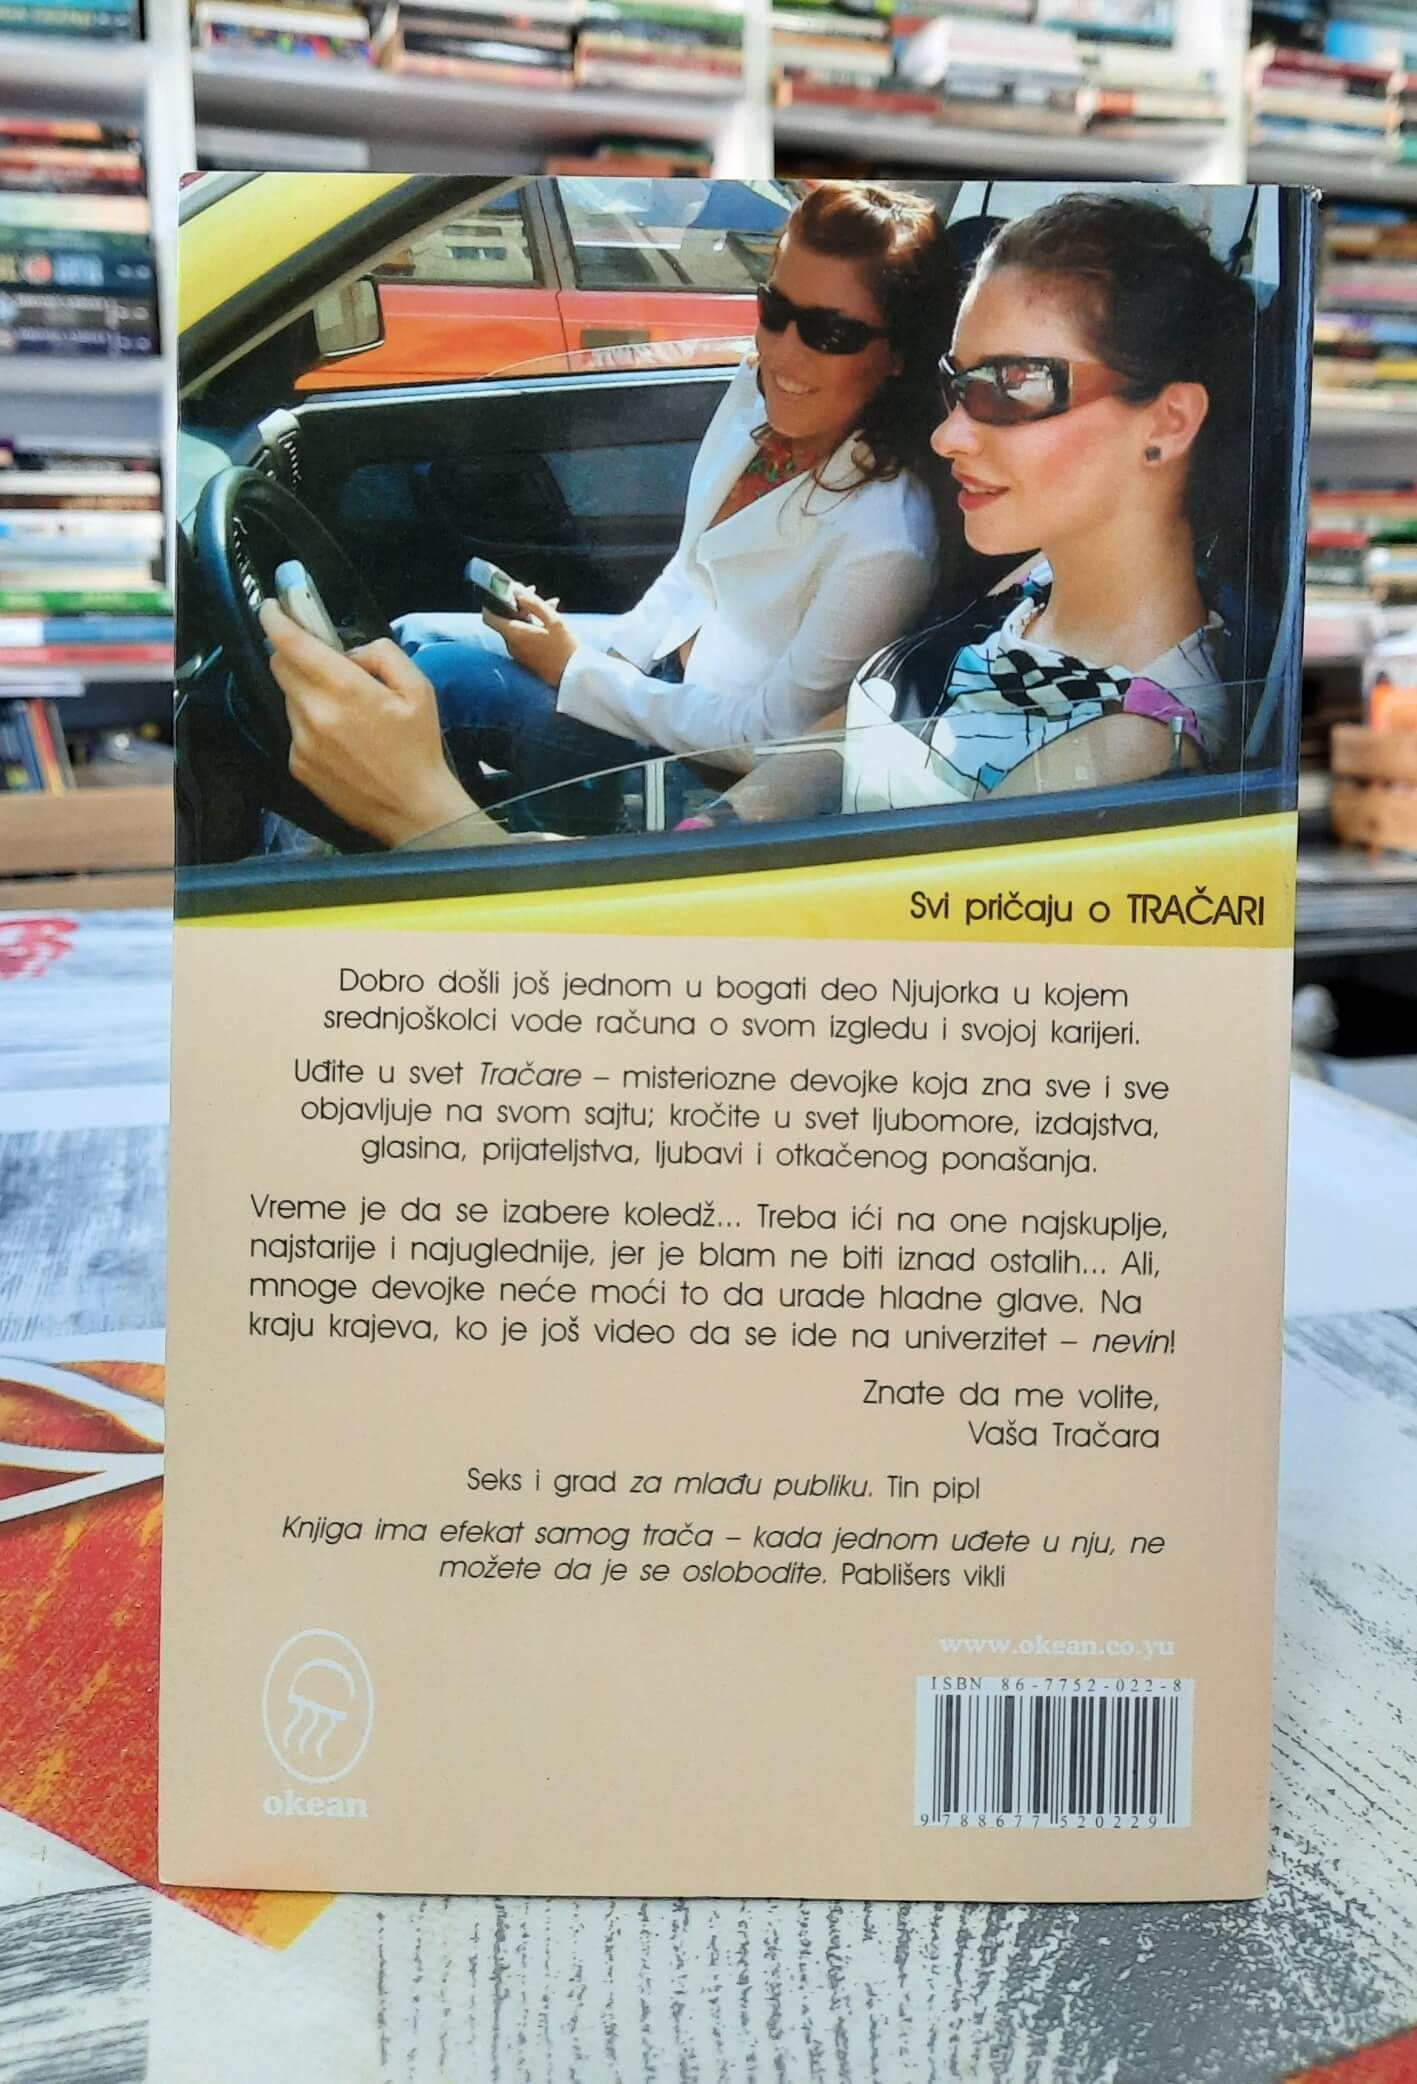 Svi pričaju o TRAČARI
Dobro došli još jednom u bogati deo Njujorka u kojem
srednjoškolci vode računa o svom izgledu i svojoj karijeri.
Uđite u svet Tračare – misteriozne devojke koja zna sve i sve
objavljuje na svom sajtu; kročite u svet ljubomore, izdajstva,
glasina, prijateljstva, ljubavi i otkačenog ponašanja.
Vreme je da se izabere koledž... Treba ići na one najskuplje,
najstarije i najuglednije, jer je blam ne biti iznad ostalih... Ali,
mnoge devojke neće moći to da urade hladne glave. Na
kraju krajeva, ko je još video da se ide na univerzitet – nevin!
Znate da me volite,
Vaša Tračara
Seks i grad za mlađu publiku. Tin pipl
Knjiga ima efekat samog trača – kada jednom uđete u nju, ne
možete da je se oslobodite. Pablišers vikli
www.okean.co.yu
ISBN 86-7752-022-8
9 788677 520229
okean